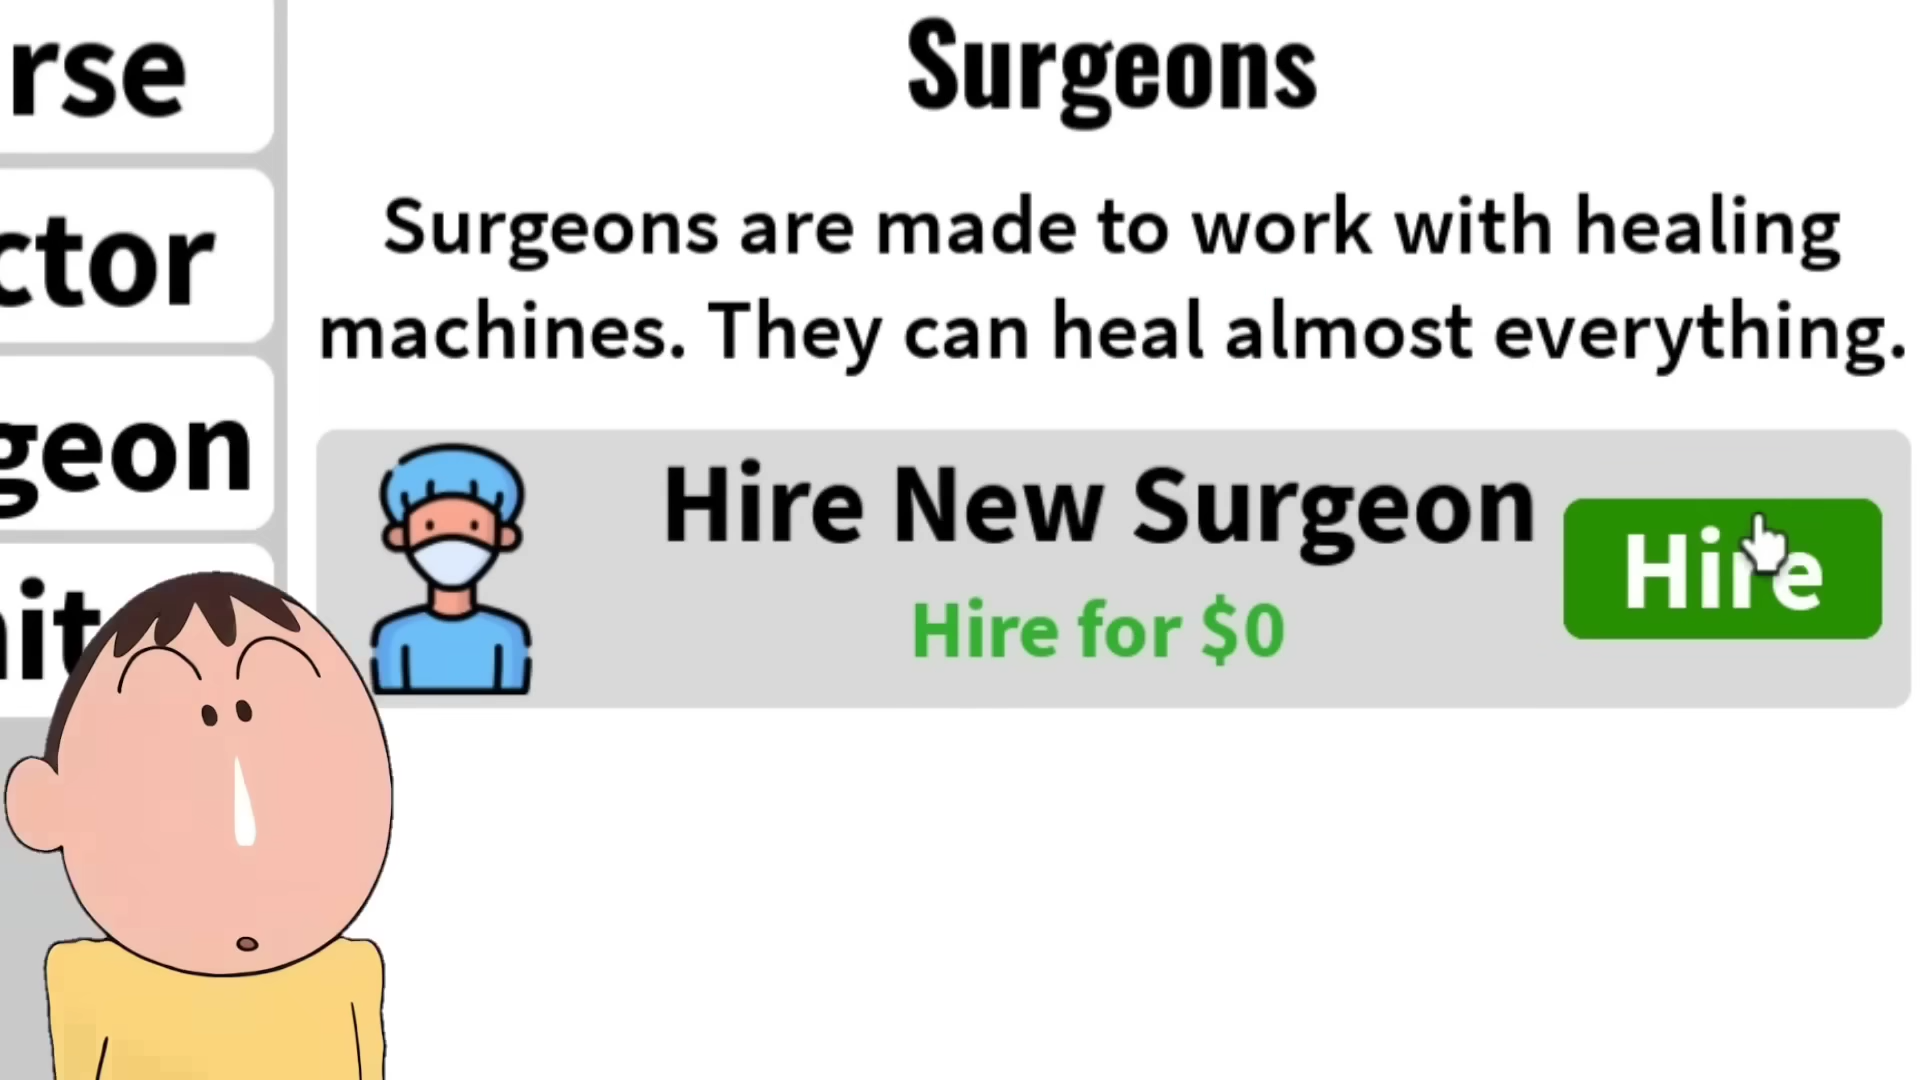 rse
ctor
geon
nit
Surgeons
Surgeons are made to work with healing
machines. They can heal almost everything.
Hire New Surgeon
Hire for $0
Hire